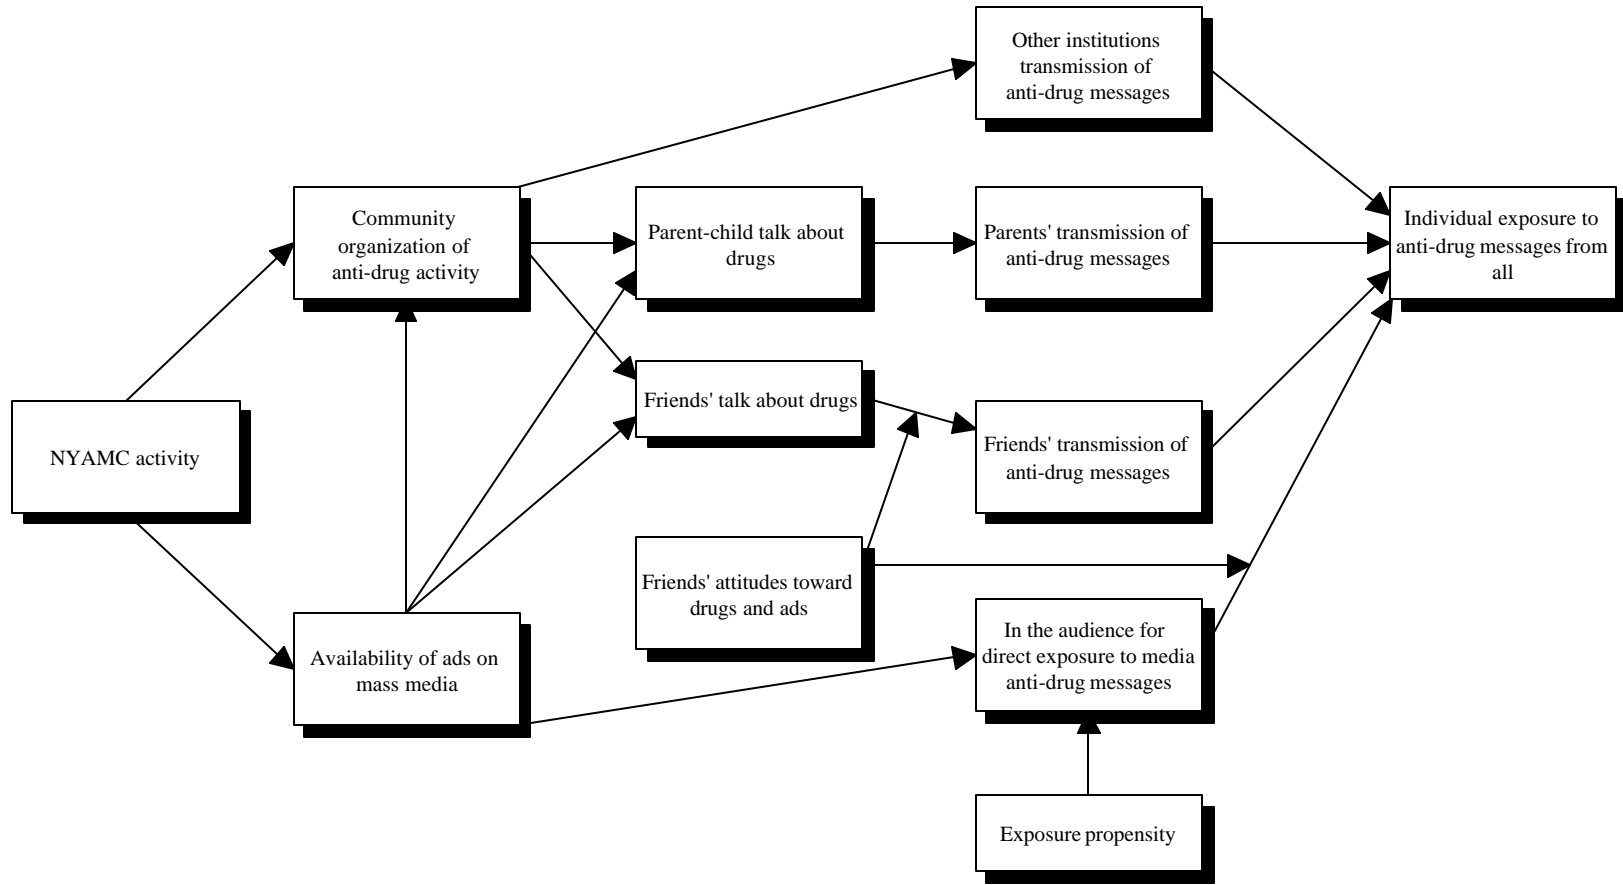 Other institutions
transmission of
anti-drug messages
Community
organization of
anti-drug activity
Parent-child talk about
drugs
Parents' transmission of
anti-drug messages
Individual exposure to
anti-drug messages from
all
NYAMC activity
Friends' talk about drugs
Friends' transmission of
anti-drug messages
Friends' attitudes toward
drugs and ads
Availability of ads on
mass media
In the audience for
direct exposure to media
anti-drug messages
Exposure propensity